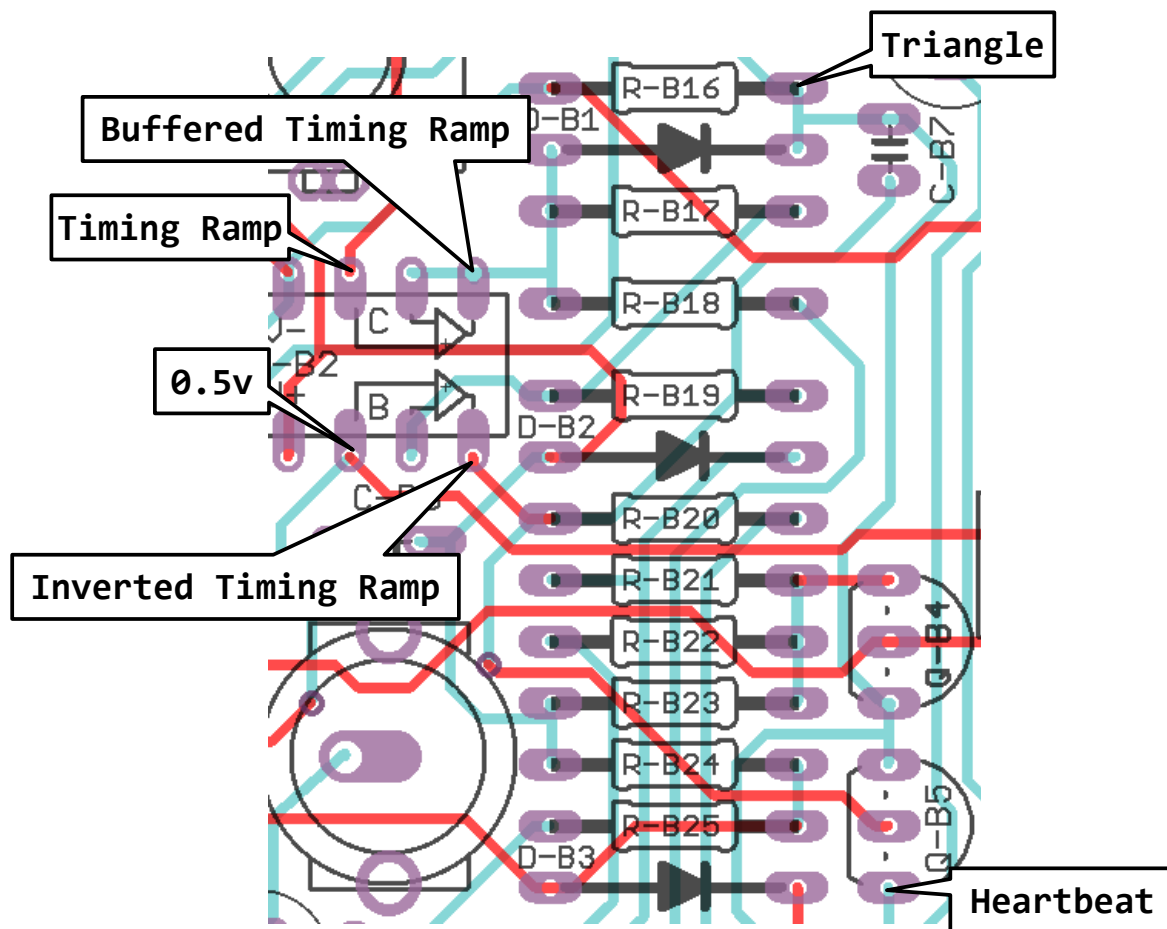 Triangle
R-B16
Buffered Timing Ramp
D-B1
C-B7
R-B17
Timing Ramp
C
R-B18
-B2
0.5v
B
R-B19
D-B2
R-B20
Inverted Timing Ramp
R-B21
Q-B4
R-B22
R-B23
R-B24
Q-B5
R-B25
D-B3
Heartbeat